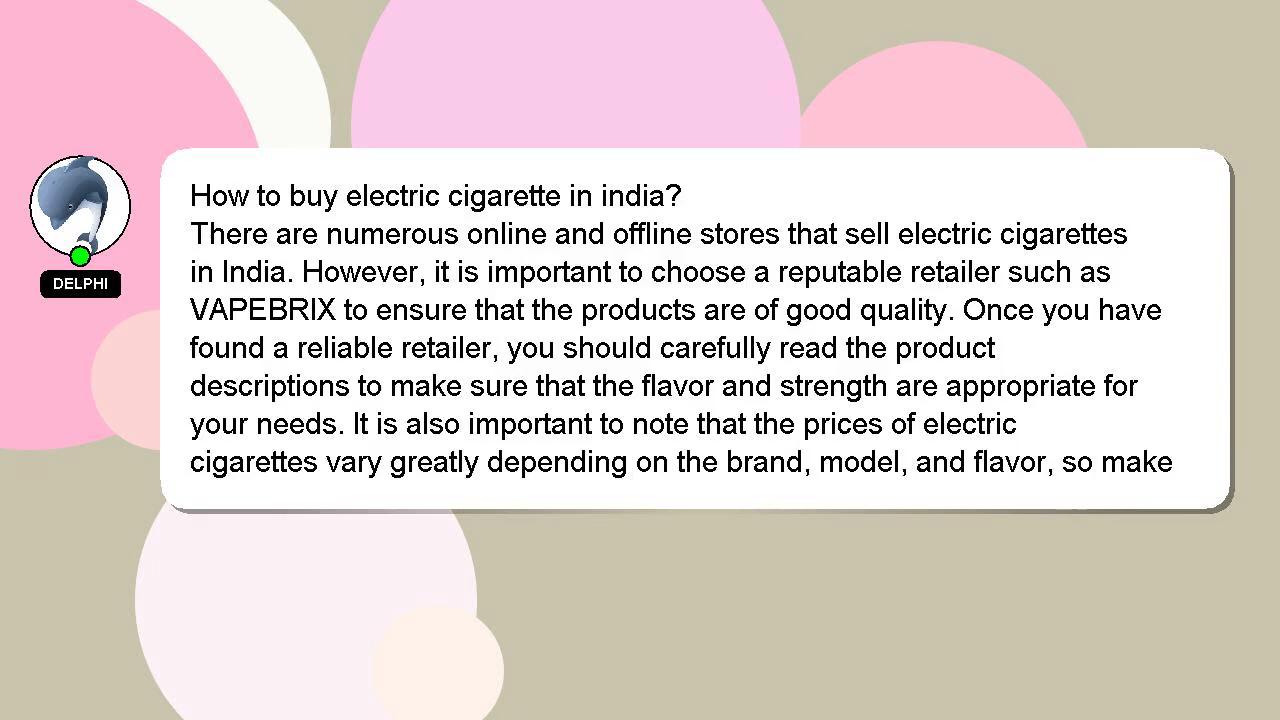 How to buy electric cigarette in india?
There are numerous online and offline stores that sell electric cigarettes
in India. However, it is important to choose a reputable retailer such as
VAPEBRIX to ensure that the products are of good quality. Once you have
found a reliable retailer, you should carefully read the product
descriptions to make sure that the flavor and strength are appropriate for
your needs. It is also important to note that the prices of electric
cigarettes vary greatly depending on the brand, model, and flavor, so make
DELPHI